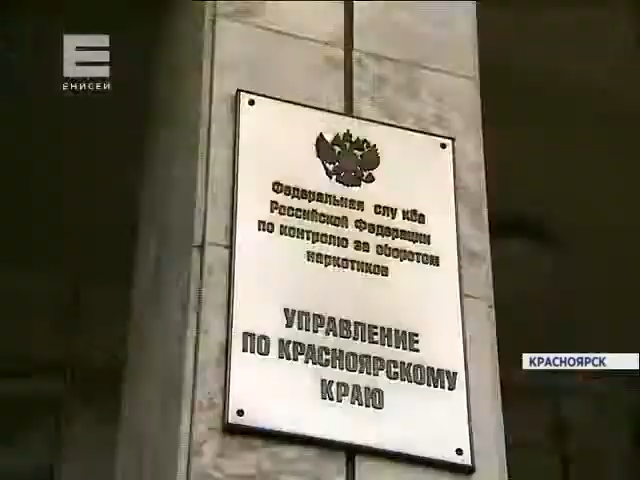 ЕНИСЕЙ
Федеральная служба
Российской Федерации
по контролю за оборотом
наркотиков
УПРАВЛЕНИЕ
ПО КРАСНОЯРСКОМУ
КРАЮ
КРАСНОЯРСК